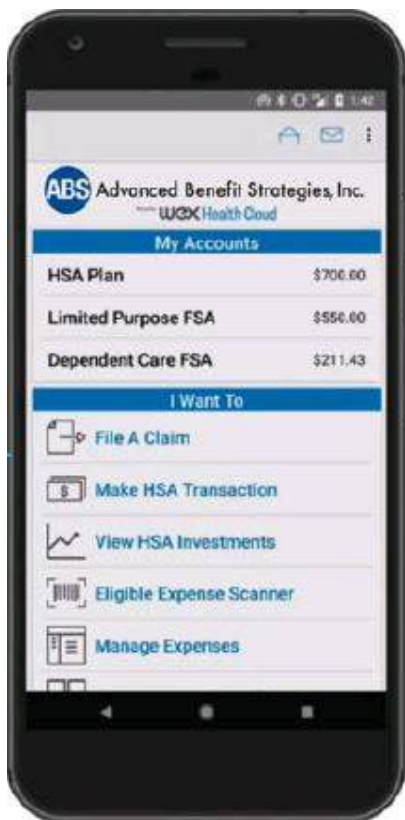 1:42
ABS Advanced Benefit Strategies, Inc.
WEX Health Cloud
My Accounts
HSA Plan $700.00
Limited Purpose FSA $550.00
Dependent Care FSA $211.43
I Want To
File A Claim
$ Make HSA Transaction
View HSA Investments
Eligible Expense Scanner
Manage Expenses